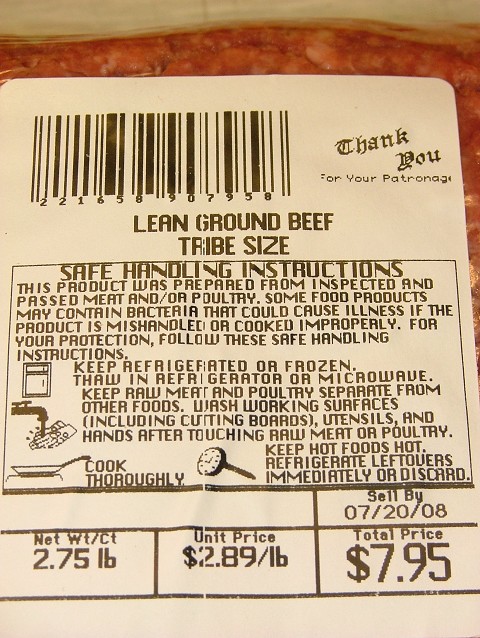 Thank
You
For Your Patronage
2 21658 907958
LEAN GROUND BEEF
TRIBE SIZE
SAFE HANDLING INSTRUCTIONS
THIS PRODUCT WAS PREPARED FROM INSPECTED AND
PASSED MEAT AND/OR POULTRY. SOME FOOD PRODUCTS
MAY CONTAIN BACTERIA THAT COULD CAUSE ILLNESS IF THE
PRODUCT IS MISHANDLED OR COOKED IMPROPERLY. FOR
YOUR PROTECTION, FOLLOW THESE SAFE HANDLING
INSTRUCTIONS.
KEEP REFRIGERATED OR FROZEN.
THAW IN REFRIGERATOR OR MICROWAVE.
KEEP RAW MEAT AND POULTRY SEPARATE FROM
OTHER FOODS. WASH WORKING SURFACES
(INCLUDING CUTTING BOARDS), UTENSILS, AND
HANDS AFTER TOUCHING RAW MEAT OR POULTRY.
COOK
THOROUGHLY.
KEEP HOT FOODS HOT.
REFRIGERATE LEFTOVERS
IMMEDIATELY OR DISCARD.
Sell By
07/20/08
Net Wt/Ct
2.75 lb
Unit Price
$2.89/lb
Total Price
$7.95